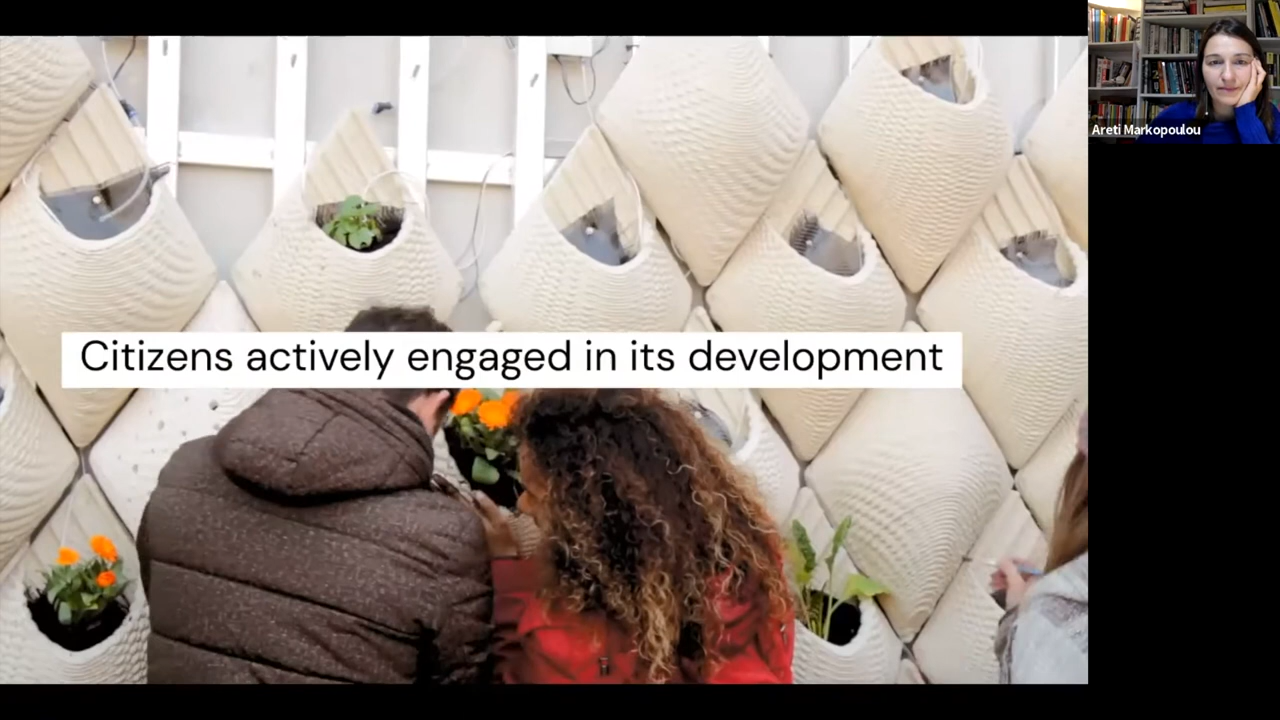 Citizens actively engaged in its development
Areti Markopoulou